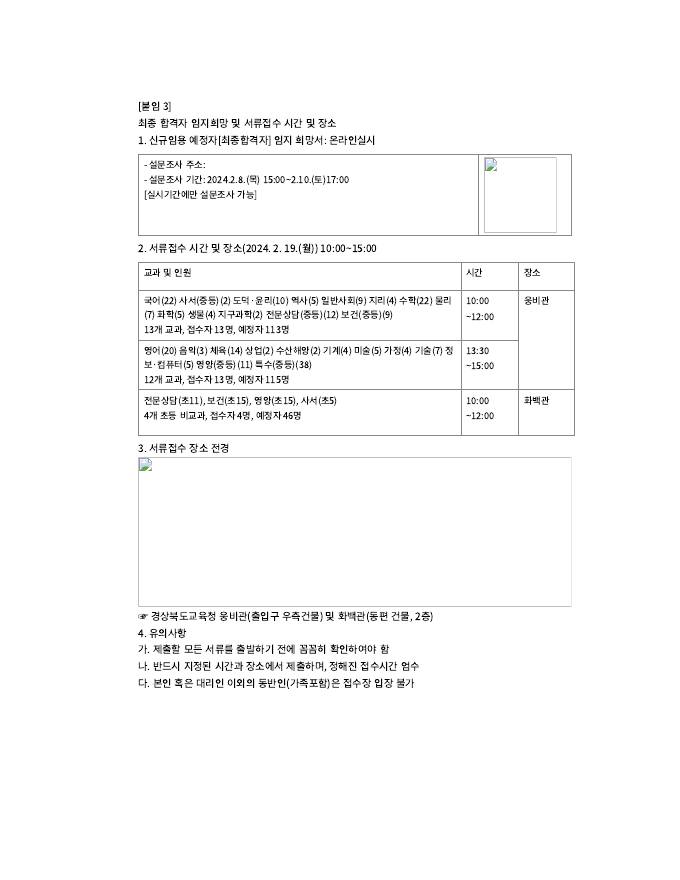 [붙임 3]
최종 합격자 임지희망 및 서류접수 시간 및 장소
1. 신규임용 예정자[최종합격자] 임지 희망서: 온라인실시
- 설문조사 주소:
- 설문조사 기간: 2024.2.8.(목) 15:00~2.10.(토)17:00
[실시기간에만 설문조사 가능]
2. 서류접수 시간 및 장소(2024. 2. 19.(월)) 10:00~15:00
교과 및 인원 시간 장소
국어(22) 사서(중등)(2) 도덕·윤리(10) 역사(5) 일반사회(9) 지리(4) 수학(22) 물리 10:00 웅비관
(7) 화학(5) 생물(4) 지구과학(2) 전문상담(중등)(12) 보건(중등)(9) ~12:00
13개 교과, 접수자 13명, 예정자 113명
영어(20) 음악(3) 체육(14) 상업(2) 수산해양(2) 기계(4) 미술(5) 가정(4) 기술(7) 정 13:30
보·컴퓨터(5) 영양(중등)(11) 특수(중등)(38) ~15:00
12개 교과, 접수자 13명, 예정자 115명
전문상담(초11), 보건(초15), 영양(초15), 사서(초5) 10:00 화백관
4개 초등 비교과, 접수자 4명, 예정자 46명 ~12:00
3. 서류접수 장소 전경
☞ 경상북도교육청 웅비관(출입구 우측건물) 및 화백관(동편 건물, 2층)
4. 유의사항
가. 제출할 모든 서류를 출발하기 전에 꼼꼼히 확인하여야 함
나. 반드시 지정된 시간과 장소에서 제출하며, 정해진 접수시간 엄수
다. 본인 혹은 대리인 이외의 동반인(가족포함)은 접수장 입장 불가